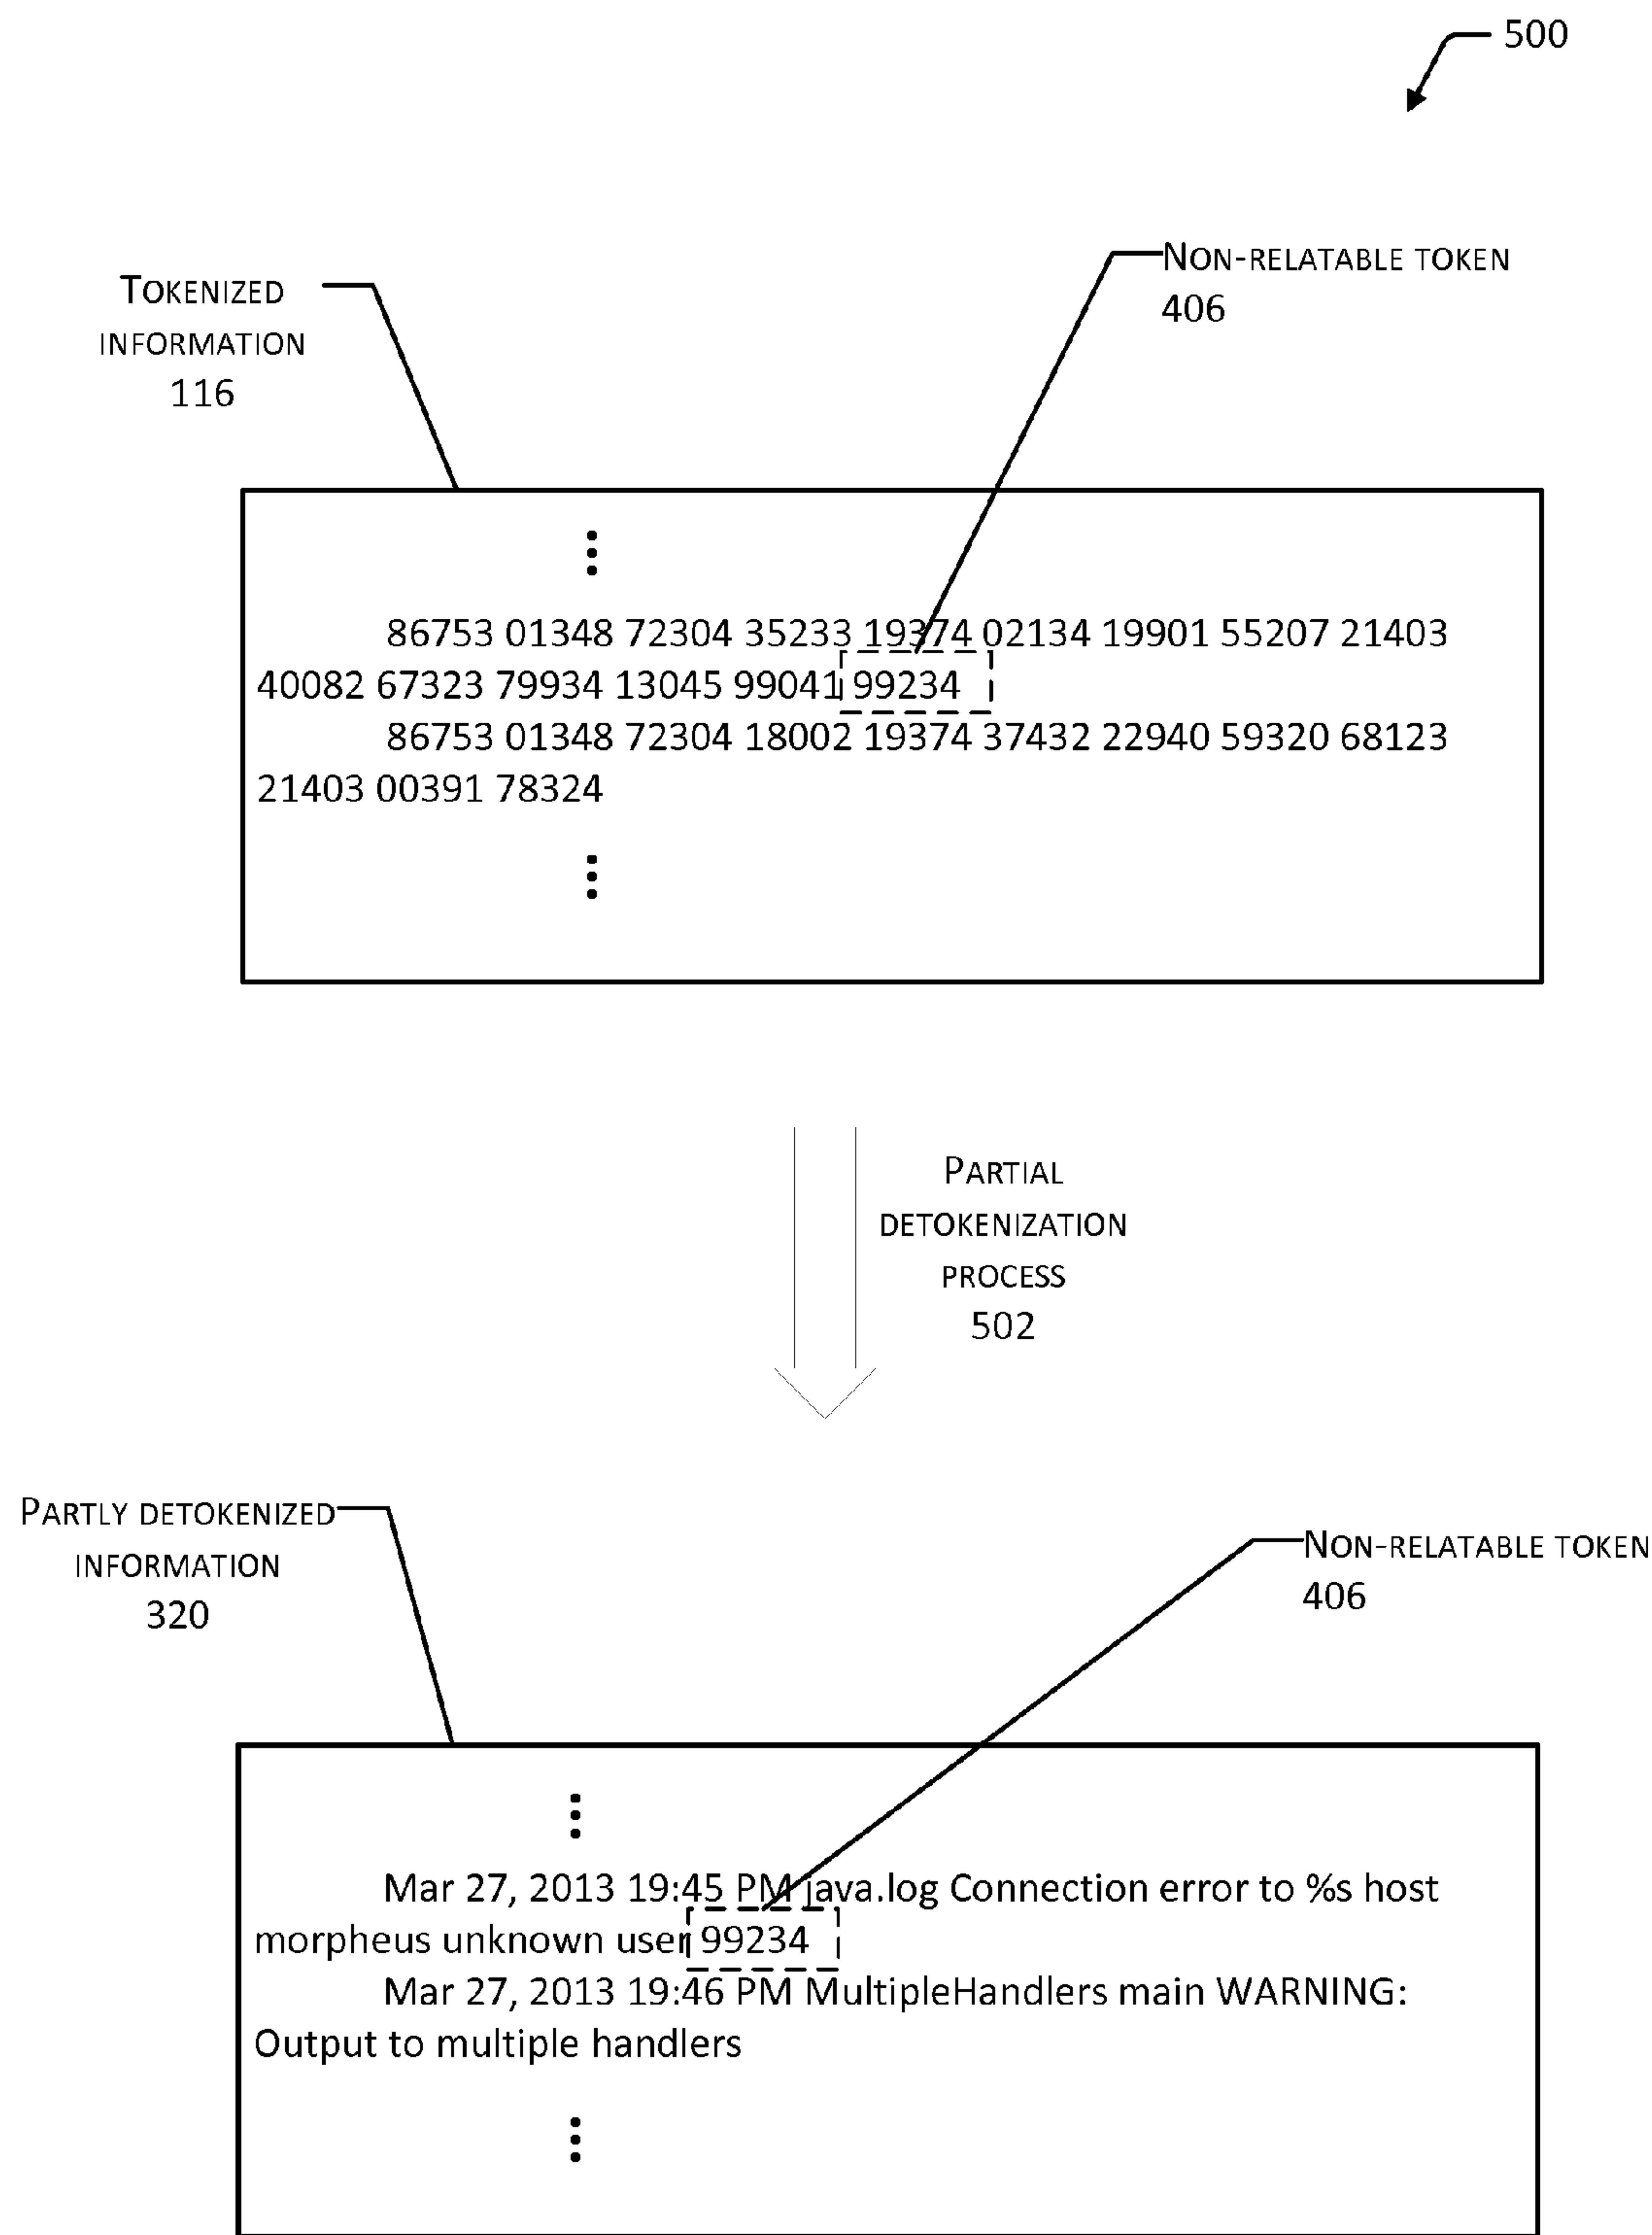 500
NON-RELATABLE TOKEN
406
TOKENIZED
INFORMATION
116
86753 01348 72304 35233 19374 02134 19901 55207 21403
40082 67323 79934 13045 99041 99234
86753 01348 72304 18002 19374 37432 22940 59320 68123
21403 00391 78324
PARTIAL
DETOKENIZATION
PROCESS
502
PARTLY DETOKENIZED
INFORMATION
320
NON-RELATABLE TOKEN
406
Mar 27, 2013 19:45 PM java.log Connection error to %s host
morpheus unknown user 99234
Mar 27, 2013 19:46 PM MultipleHandlers main WARNING:
Output to multiple handlers